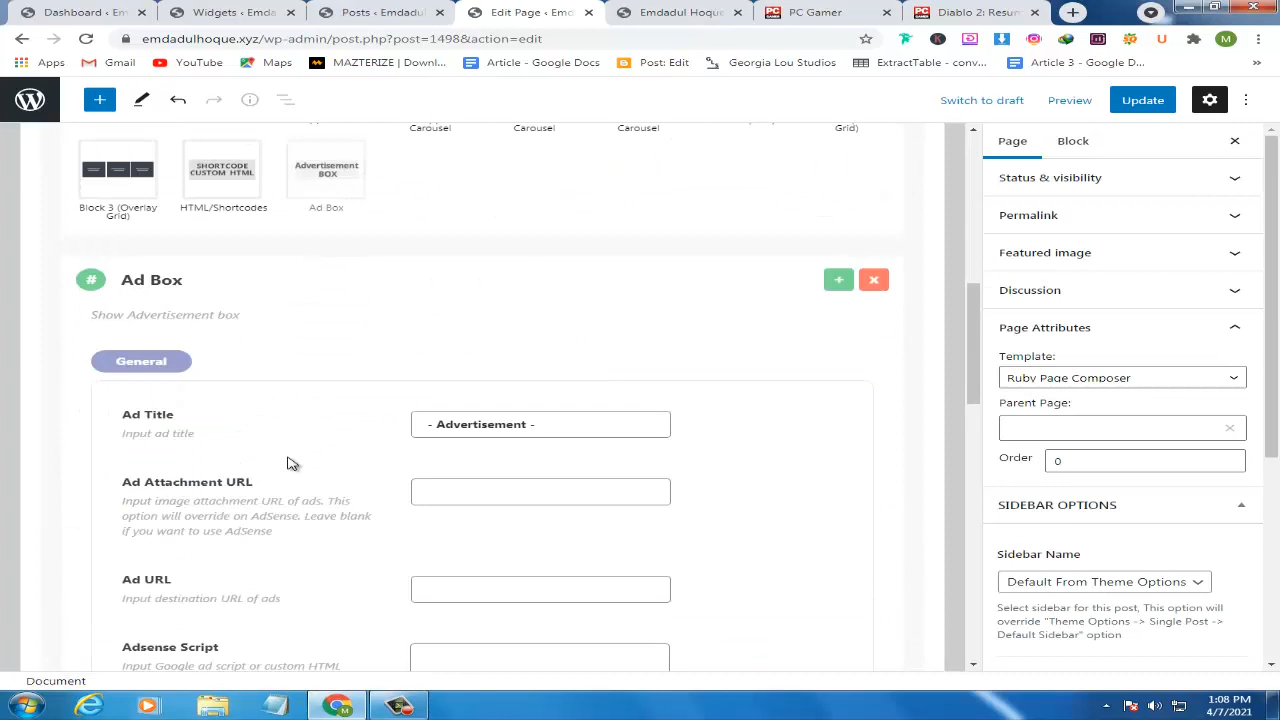 Dashboard ‹ Em
Widgets ‹ Emda
Posts ‹ Emdadul
Edit Page ‹ Emd
Emdadul Hoque
PC Gamer
Diablo 2: Resur
emdadulhoque.xyz/wp-admin/post.php?post=1498&action=edit
M
Apps
Gmail
YouTube
Maps
MAZTERIZE | Downl...
Article - Google Docs
Post: Edit
Georgia Lou Studios
ExtractTable - conv...
Article 3 - Google D...
»
Switch to draft
Preview
Update
Carousel
Carousel
Carousel
Grid)
SHORTCODE
CUSTOM HTML
Advertisement
BOX
Block 3 (Overlay
Grid)
HTML/Shortcodes
Ad Box
# Ad Box
Show Advertisement box
General
Ad Title
Input ad title
- Advertisement -
Ad Attachment URL
Input image attachment URL of ads. This
option will override on AdSense. Leave blank
if you want to use AdSense
Ad URL
Input destination URL of ads
Adsense Script
Input Google ad script or custom HTML
Page
Block
Status & visibility
Permalink
Featured image
Discussion
Page Attributes
Template:
Ruby Page Composer
Parent Page:
Order
0
SIDEBAR OPTIONS
Sidebar Name
Default From Theme Options
Select sidebar for this post, This option will
override "Theme Options -> Single Post ->
Default Sidebar" option
Document
1:08 PM
4/7/2021